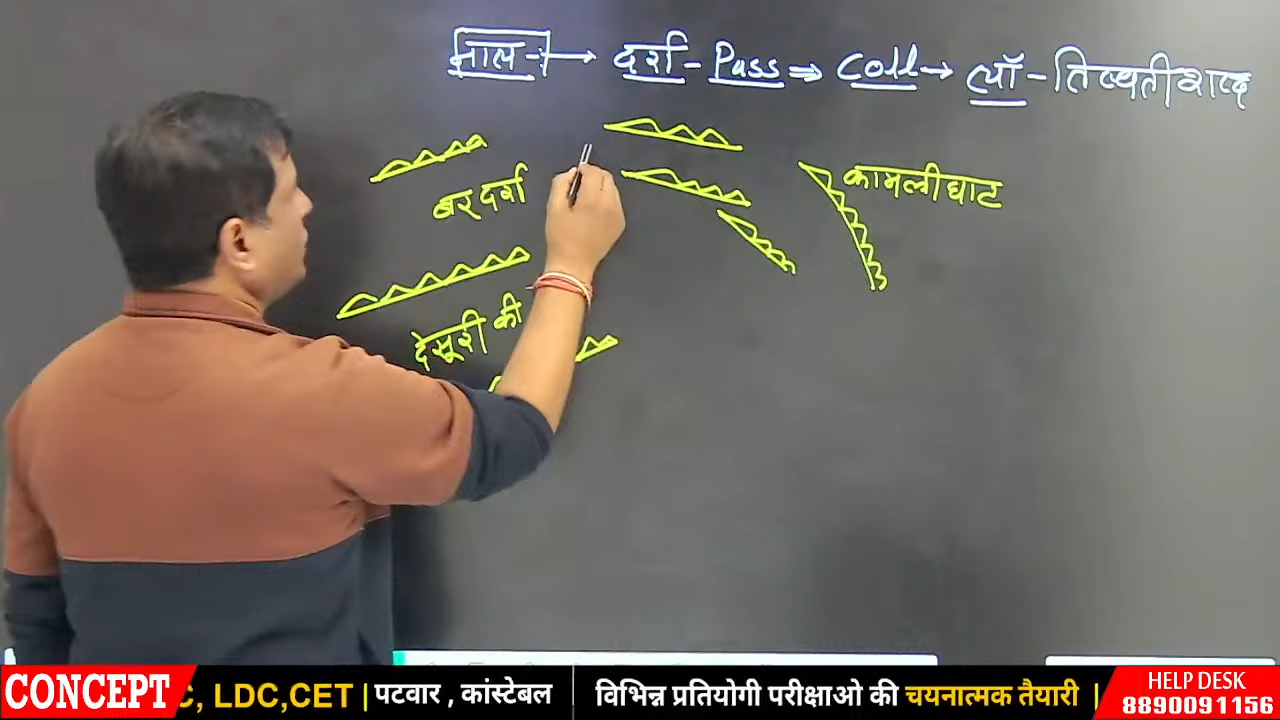 नाल → दर्रा - Pass ⇒ Coll → लॉ - तिब्बती शब्द
कामलीघाट
बर दर्रा
देसूरी की
CONCEPT
C, LDC,CET | पटवार , कांस्टेबल
विभिन्न प्रतियोगी परीक्षाओ की चयनात्मक तैयारी |
HELP DESK
8890091156